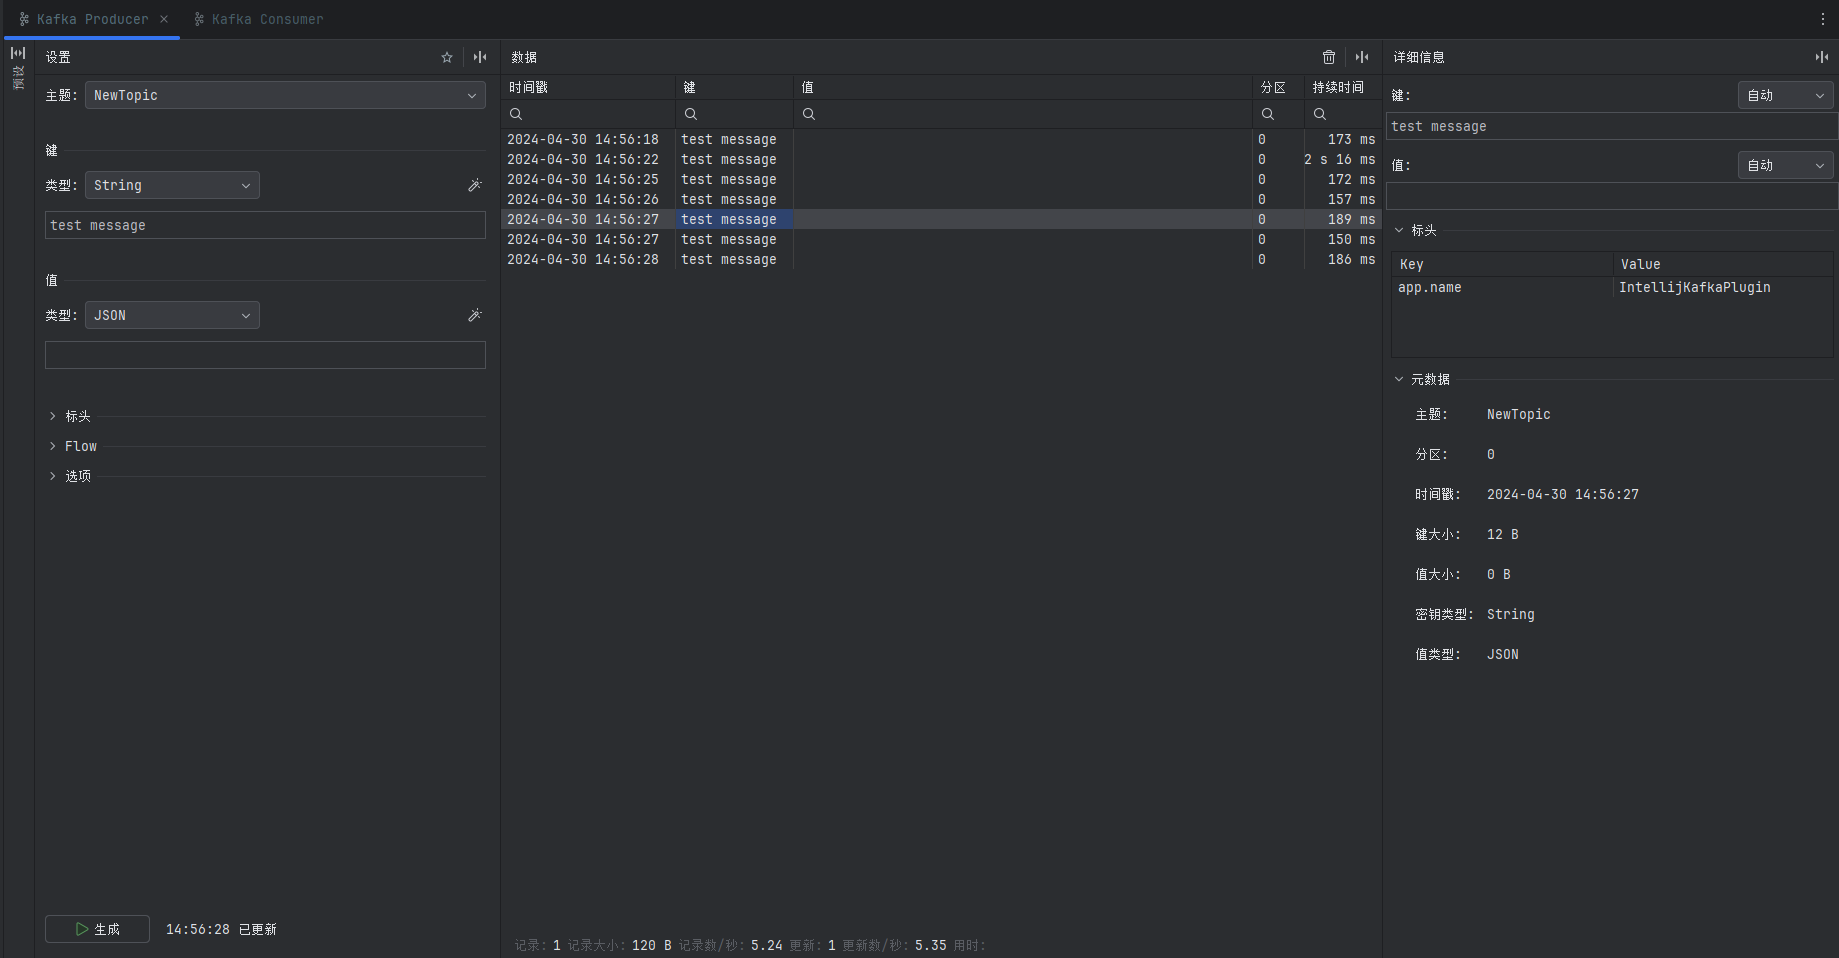 Kafka Producer
Kafka Consumer
预设
设置
主题: NewTopic
键
类型: String
test message
值
类型: JSON
标头
Flow
选项
生成 14:56:28 已更新
数据
时间戳 键 值 分区 持续时间
2024-04-30 14:56:18 test message 0 173 ms
2024-04-30 14:56:22 test message 0 2 s 16 ms
2024-04-30 14:56:25 test message 0 172 ms
2024-04-30 14:56:26 test message 0 157 ms
2024-04-30 14:56:27 test message 0 189 ms
2024-04-30 14:56:27 test message 0 150 ms
2024-04-30 14:56:28 test message 0 186 ms
记录: 1 记录大小: 120 B 记录数/秒: 5.24 更新: 1 更新数/秒: 5.35 用时:
详细信息
键: 自动
test message
值: 自动
标头
Key Value
app.name IntellijKafkaPlugin
元数据
主题: NewTopic
分区: 0
时间戳: 2024-04-30 14:56:27
键大小: 12 B
值大小: 0 B
密钥类型: String
值类型: JSON